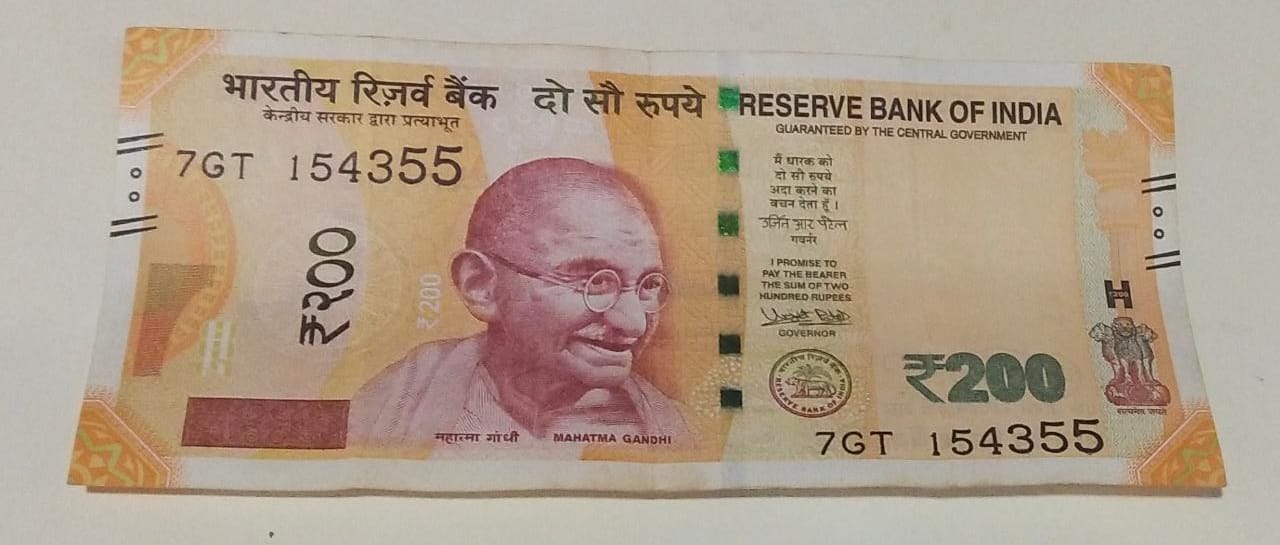 भारतीय रिज़र्व बैंक दो सौ रुपये RESERVE BANK OF INDIA
केन्द्रीय सरकार द्वारा प्रत्याभूत
GUARANTEED BY THE CENTRAL GOVERNMENT
7GT 154355
मैं धारक को
दो सौ रुपये
अदा करने का
वचन देता हूँ ।
उर्जित आर पटेल
गवर्नर
₹२००
₹200
I PROMISE TO
PAY THE BEARER
THE SUM OF TWO
HUNDRED RUPEES
GOVERNOR
भारतीय रिज़र्व बैंक
RESERVE BANK OF INDIA
₹200
सत्यमेव जयते
महात्मा गांधी MAHATMA GANDHI
7GT 154355